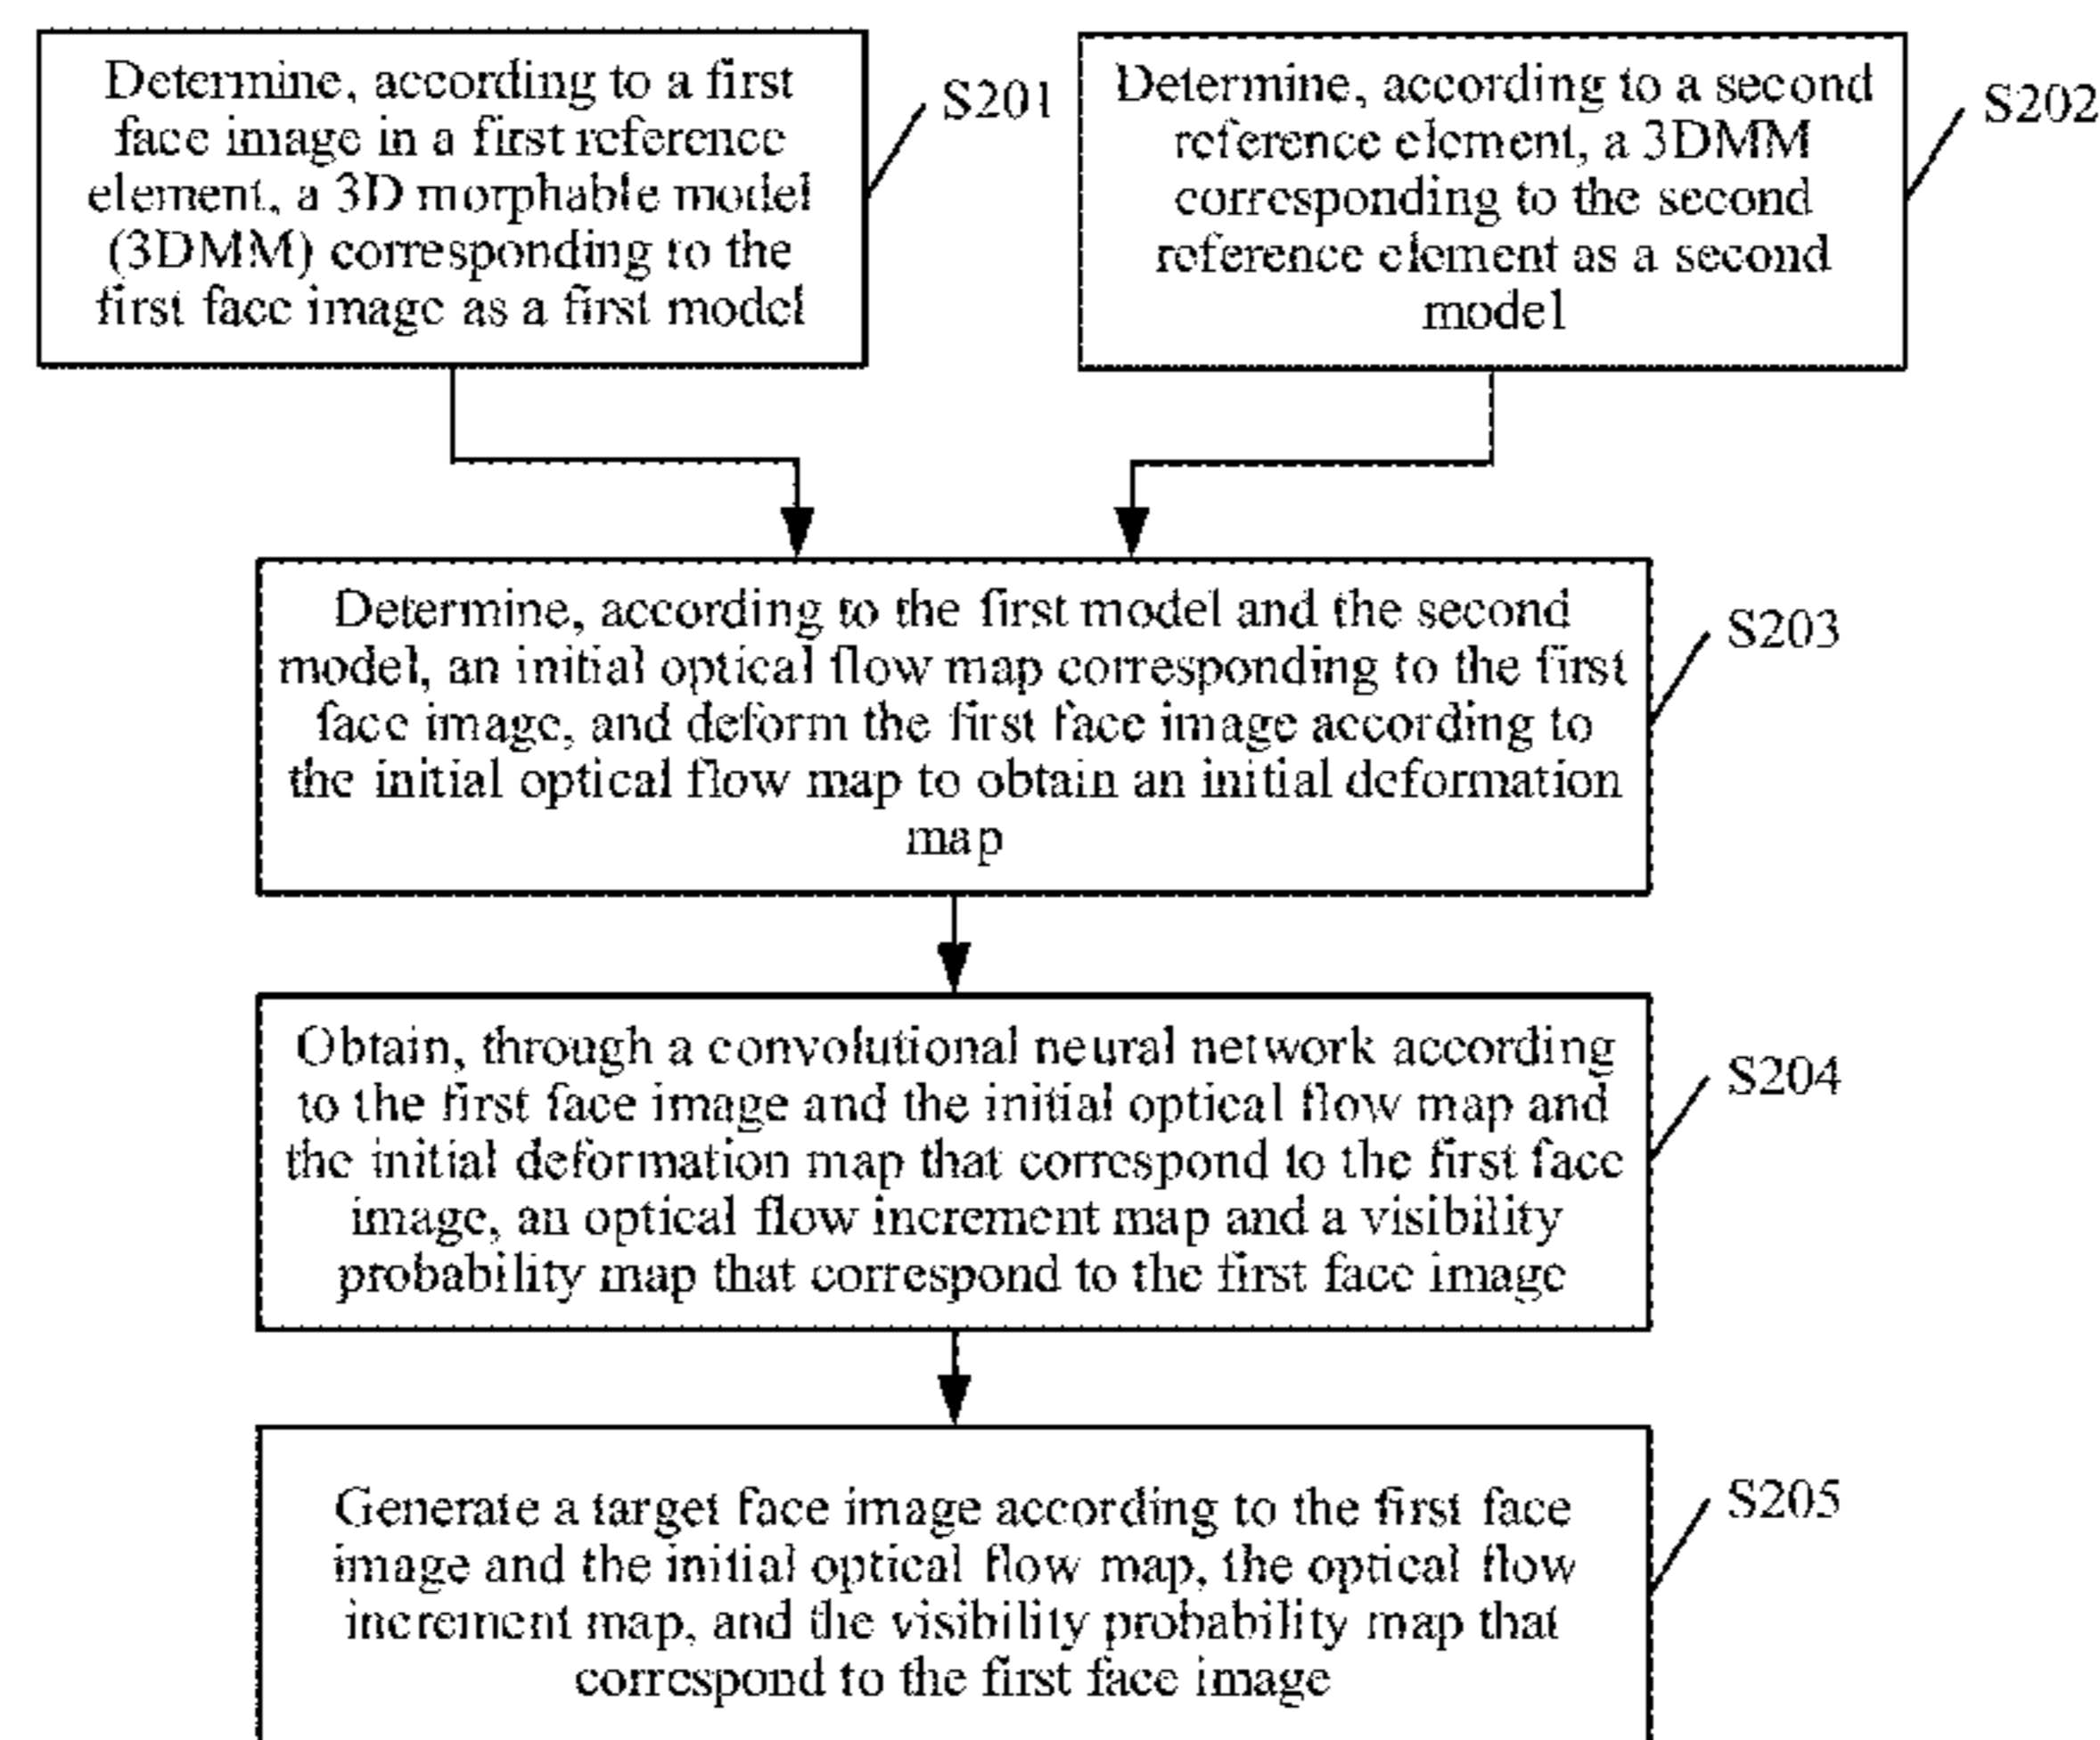 Determine, according to a first
face image in a first reference
element, a 3D morphable model
(3DMM) corresponding to the
first face image as a first model
S201
Determine, according to a second
reference element, a 3DMM
corresponding to the second
reference element as a second
model
S202
Determine, according to the first model and the second
model, an initial optical flow map corresponding to the first
face image, and deform the first face image according to
the initial optical flow map to obtain an initial deformation
map
S203
Obtain, through a convolutional neural network according
to the first face image and the initial optical flow map and
the initial deformation map that correspond to the first face
image, an optical flow increment map and a visibility
probability map that correspond to the first face image
S204
Generate a target face image according to the first face
image and the initial optical flow map, the optical flow
increment map, and the visibility probability map that
correspond to the first face image
S205